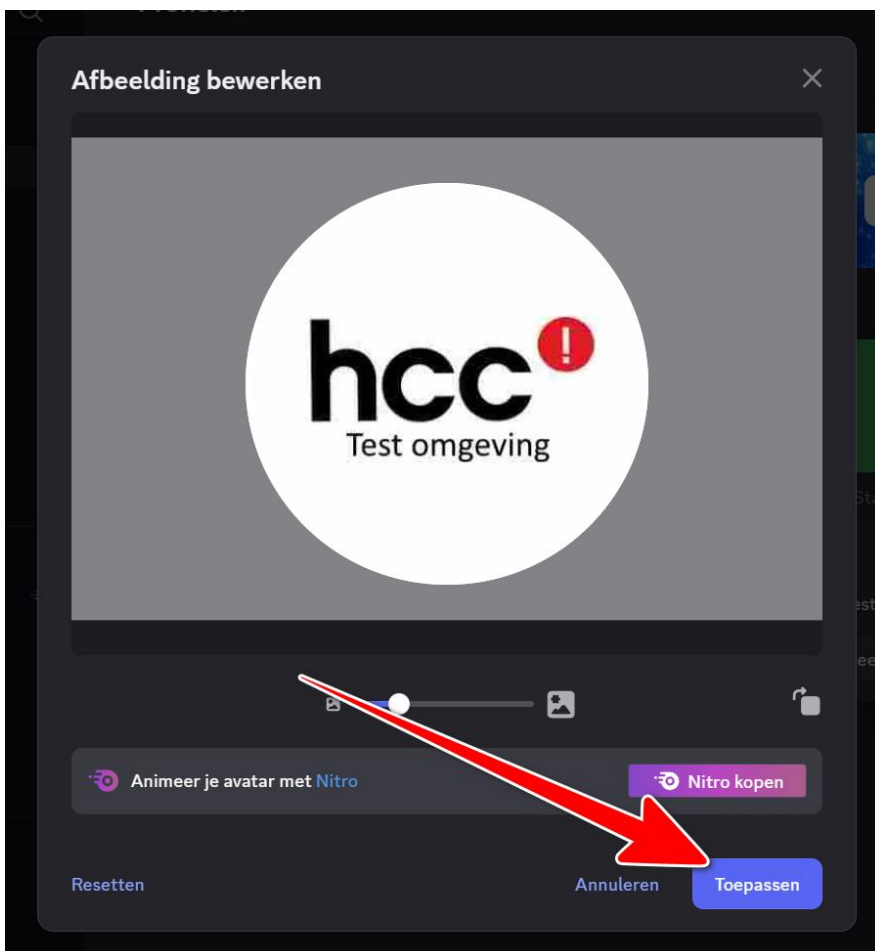 Afbeelding bewerken
hcc!
Test omgeving
Animeer je avatar met Nitro
Nitro kopen
Resetten
Annuleren
Toepassen